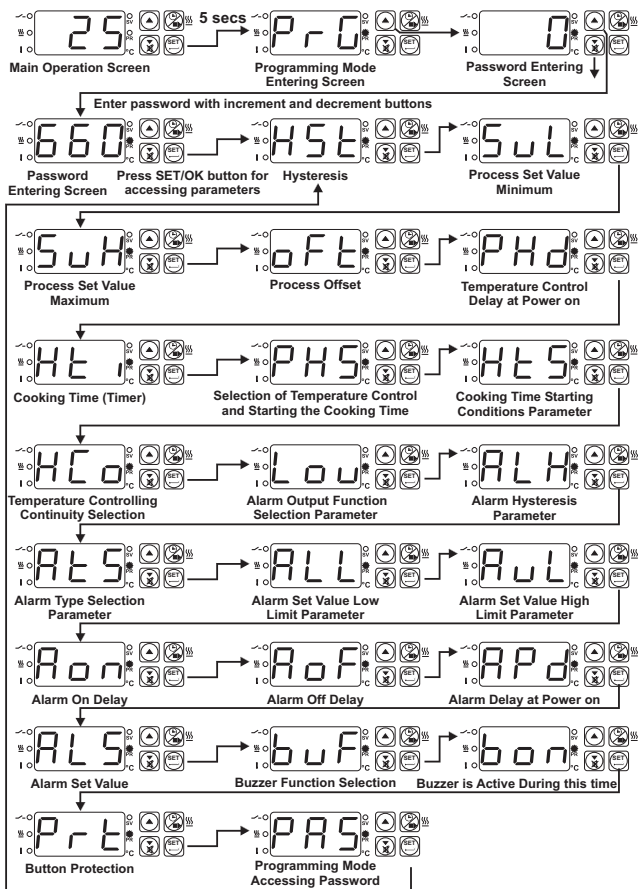 5 secs
25 PrG 0
Main Operation Screen
Programming Mode
Entering Screen
Password Entering
Screen
Enter password with increment and decrement buttons
660 HSt SuL
Password
Entering Screen
Press SET/OK button for
accessing parameters
Hysteresis
Process Set Value
Minimum
SuH oFt PHd
Process Set Value
Maximum
Process Offset
Temperature Control
Delay at Power on
Hti PHS HtS
Cooking Time (Timer)
Selection of Temperature Control
and Starting the Cooking Time
Cooking Time Starting
Conditions Parameter
HCo Lou ALH
Temperature Controlling
Continuity Selection
Alarm Output Function
Selection Parameter
Alarm Hysteresis
Parameter
AtS ALL AuL
Alarm Type Selection
Parameter
Alarm Set Value Low
Limit Parameter
Alarm Set Value High
Limit Parameter
Aon AoF APd
Alarm On Delay
Alarm Off Delay
Alarm Delay at Power on
ALS buF bon
Alarm Set Value
Buzzer Function Selection
Buzzer is Active During this time
Prt PAS
Button Protection
Programming Mode
Accessing Password